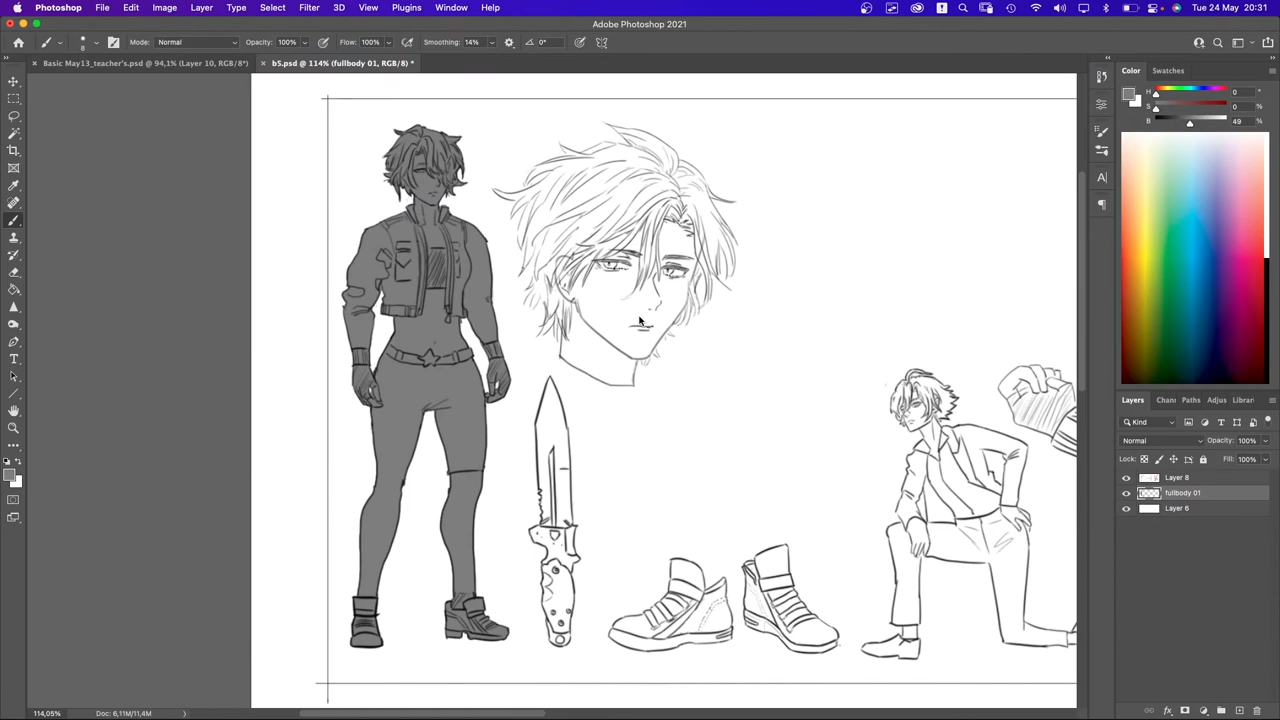 Photoshop File Edit Image Layer Type Select Filter 3D View Plugins Window Help Tue 24 May 20:31
Adobe Photoshop 2021
8 Mode: Normal Opacity: 100% Flow: 100% Smoothing: 14% 0°
Basic May13_teacher's.psd @ 94,1% (Layer 10, RGB/8*) b5.psd @ 114% (fullbody 01, RGB/8) *
Color Swatches
H 0 °
S 0 %
B 49 %
Layers Chann Paths Adjus Librari
Kind
Normal Opacity: 100%
Lock: Fill: 100%
Layer 8
fullbody 01
Layer 6
114,05% Doc: 6,11M/11,4M